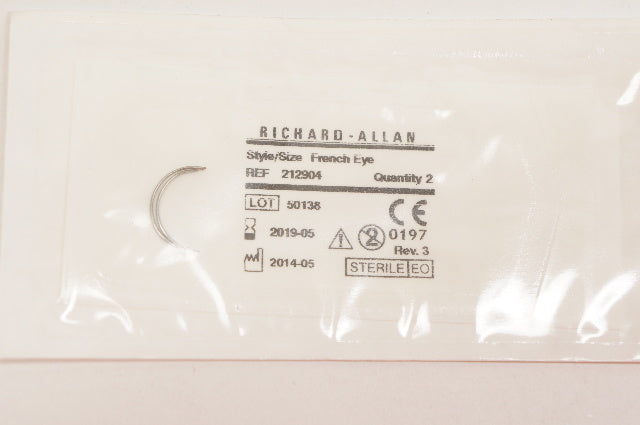 RICHARD-ALLAN
Style/Size French Eye
REF 212904 Quantity 2
LOT 50138
CE
2019-05 2 0197
Rev. 3
2014-05 STERILE EO